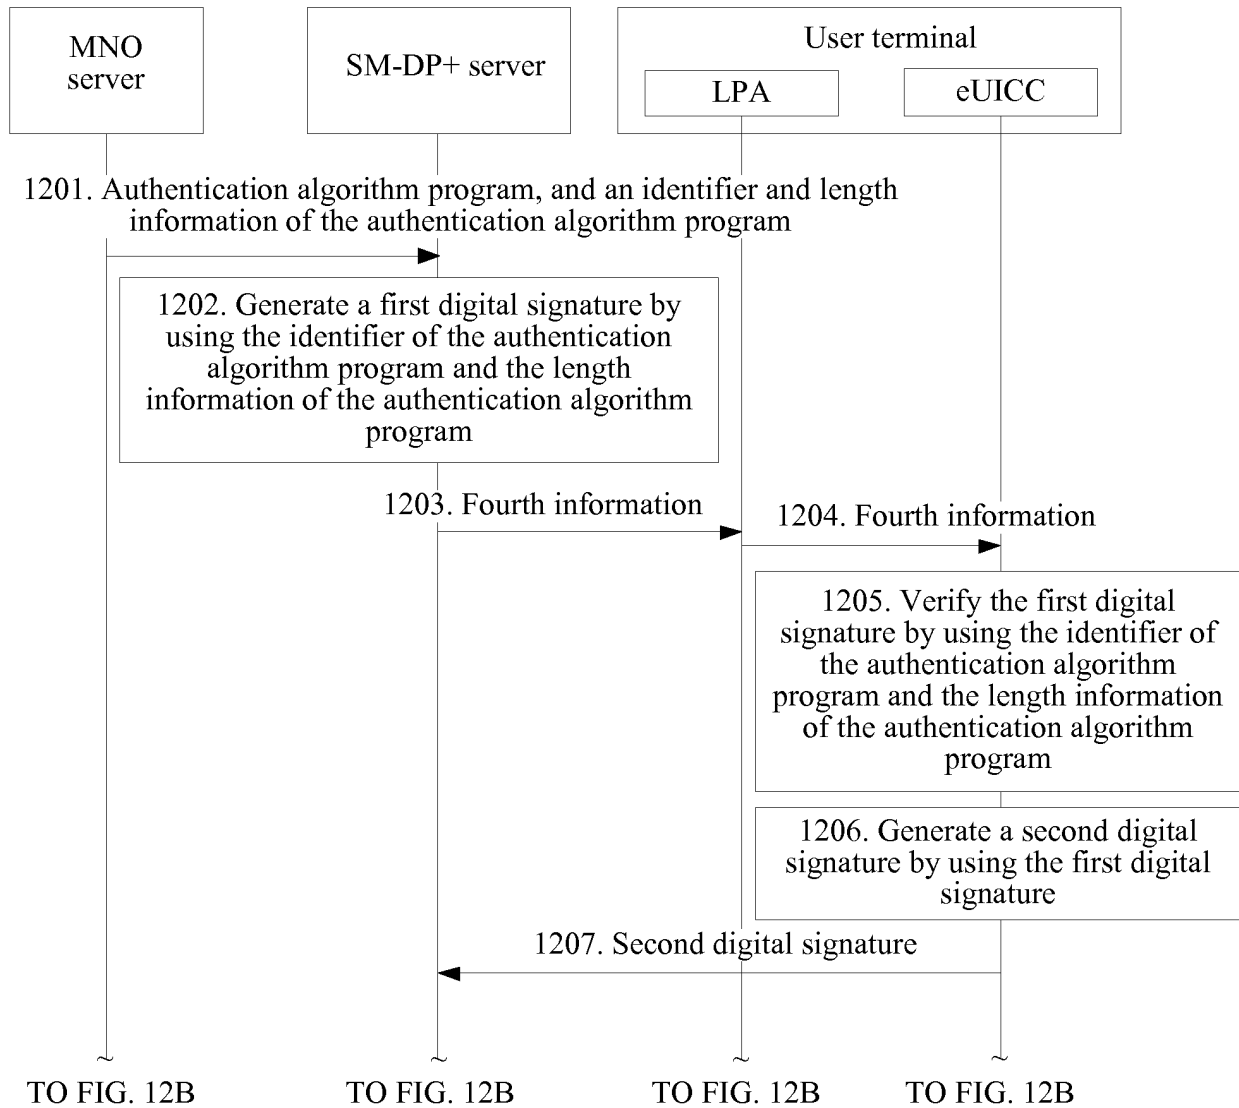 MNO
server
SM-DP+ server
User terminal
LPA
eUICC
1201. Authentication algorithm program, and an identifier and length
information of the authentication algorithm program
1202. Generate a first digital signature by
using the identifier of the authentication
algorithm program and the length
information of the authentication algorithm
program
1203. Fourth information
1204. Fourth information
1205. Verify the first digital
signature by using the identifier of
the authentication algorithm
program and the length information
of the authentication algorithm
program
1206. Generate a second digital
signature by using the first digital
signature
1207. Second digital signature
~
~
~
~
TO FIG. 12B
TO FIG. 12B
TO FIG. 12B
TO FIG. 12B